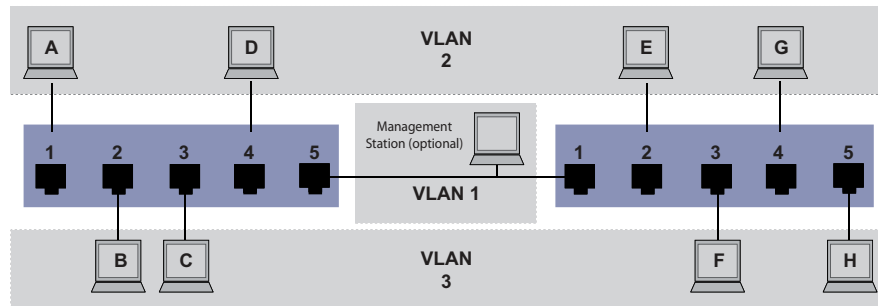 A
D
VLAN
2
E
G
Management
Station (optional)
1
2
3
4
5
1
2
3
4
5
VLAN 1
B
C
VLAN
3
F
H